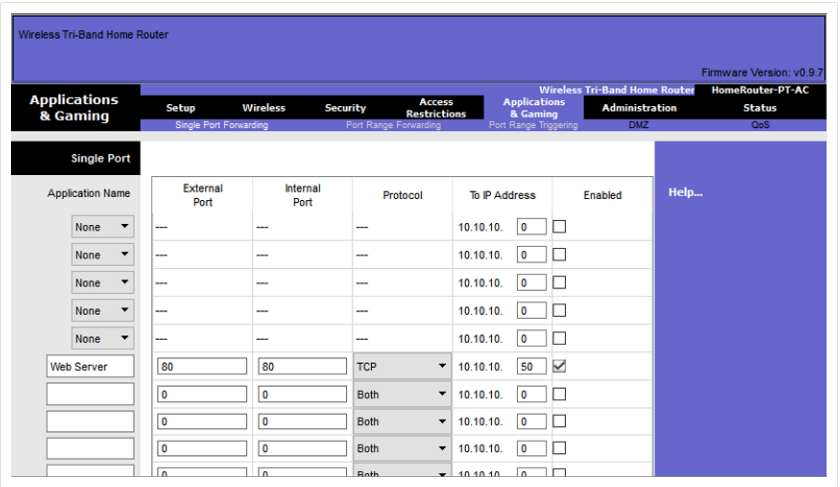 Wireless Tri-Band Home Router
Firmware Version: v0.9.7
Wireless Tri-Band Home Router HomeRouter-PT-AC
Applications & Gaming
Setup Wireless Security Access Restrictions Applications & Gaming Administration Status
Single Port Forwarding Port Range Forwarding Port Range Triggering DMZ QoS
Single Port
Application Name External Port Internal Port Protocol To IP Address Enabled Help...
None --- --- --- 10.10.10. 0
None --- --- --- 10.10.10. 0
None --- --- --- 10.10.10. 0
None --- --- --- 10.10.10. 0
None --- --- --- 10.10.10. 0
Web Server 80 80 TCP 10.10.10. 50
0 0 Both 10.10.10. 0
0 0 Both 10.10.10. 0
0 0 Both 10.10.10. 0
0 0 Both 10.10.10. 0